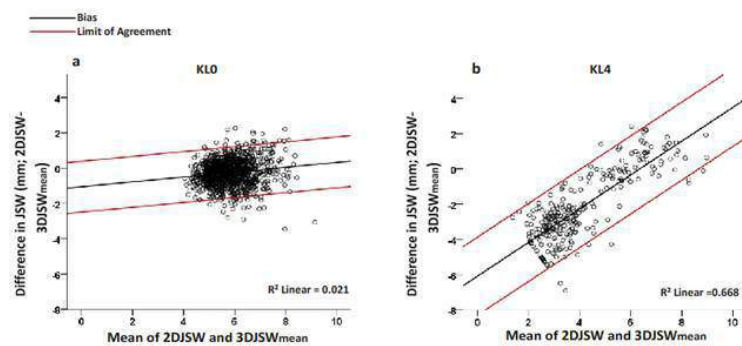 Bias
Limit of Agreement
a
KL0
Difference in JSW (mm; 2DJSW-
3DJSWmean)
4
2
0
-2
-4
-6
-8
R² Linear = 0.021
0
2
4
6
8
10
Mean of 2DJSW and 3DJSWmean
b
KL4
Difference in JSW (mm; 2DJSW-
3DJSWmean)
4
2
0
-2
-4
-6
-8
R² Linear =0.668
0
2
4
6
8
10
Mean of 2DJSW and 3DJSWmean